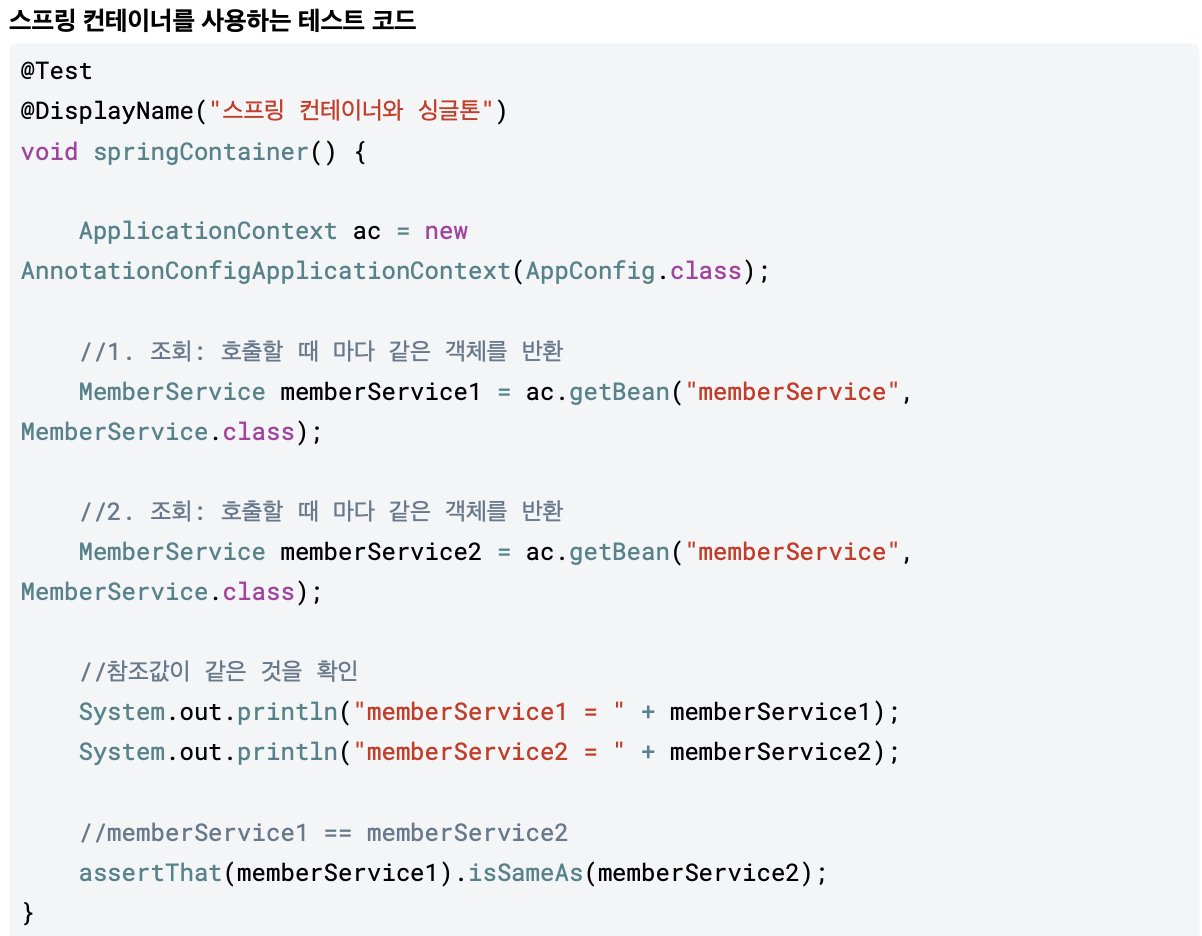 스프링 컨테이너를 사용하는 테스트 코드
@Test
@DisplayName("스프링 컨테이너와 싱글톤")
void springContainer() {
ApplicationContext ac = new
AnnotationConfigApplicationContext(AppConfig.class);
//1. 조회: 호출할 때 마다 같은 객체를 반환
MemberService memberService1 = ac.getBean("memberService",
MemberService.class);
//2. 조회: 호출할 때 마다 같은 객체를 반환
MemberService memberService2 = ac.getBean("memberService",
MemberService.class);
//참조값이 같은 것을 확인
System.out.println("memberService1 = " + memberService1);
System.out.println("memberService2 = " + memberService2);
//memberService1 == memberService2
assertThat(memberService1).isSameAs(memberService2);
}